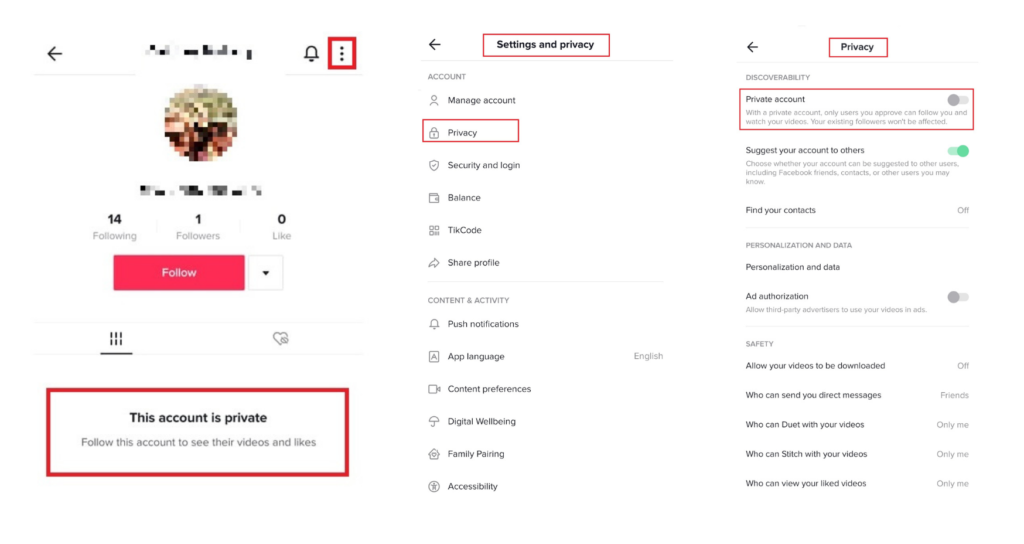 14
1
0
Following
Followers
Like
Follow
This account is private
Follow this account to see their videos and likes
Settings and privacy
ACCOUNT
Manage account
Privacy
Security and login
Balance
TikCode
Share profile
CONTENT & ACTIVITY
Push notifications
App language English
Content preferences
Digital Wellbeing
Family Pairing
Accessibility
Privacy
DISCOVERABILITY
Private account
With a private account, only users you approve can follow you and
watch your videos. Your existing followers won't be affected.
Suggest your account to others
Choose whether your account can be suggested to other users,
including Facebook friends, contacts, or other users you may
know.
Find your contacts Off
PERSONALIZATION AND DATA
Personalization and data
Ad authorization
Allow third-party advertisers to use your videos in ads.
SAFETY
Allow your videos to be downloaded Off
Who can send you direct messages Friends
Who can Duet with your videos Only me
Who can Stitch with your videos Only me
Who can view your liked videos Only me